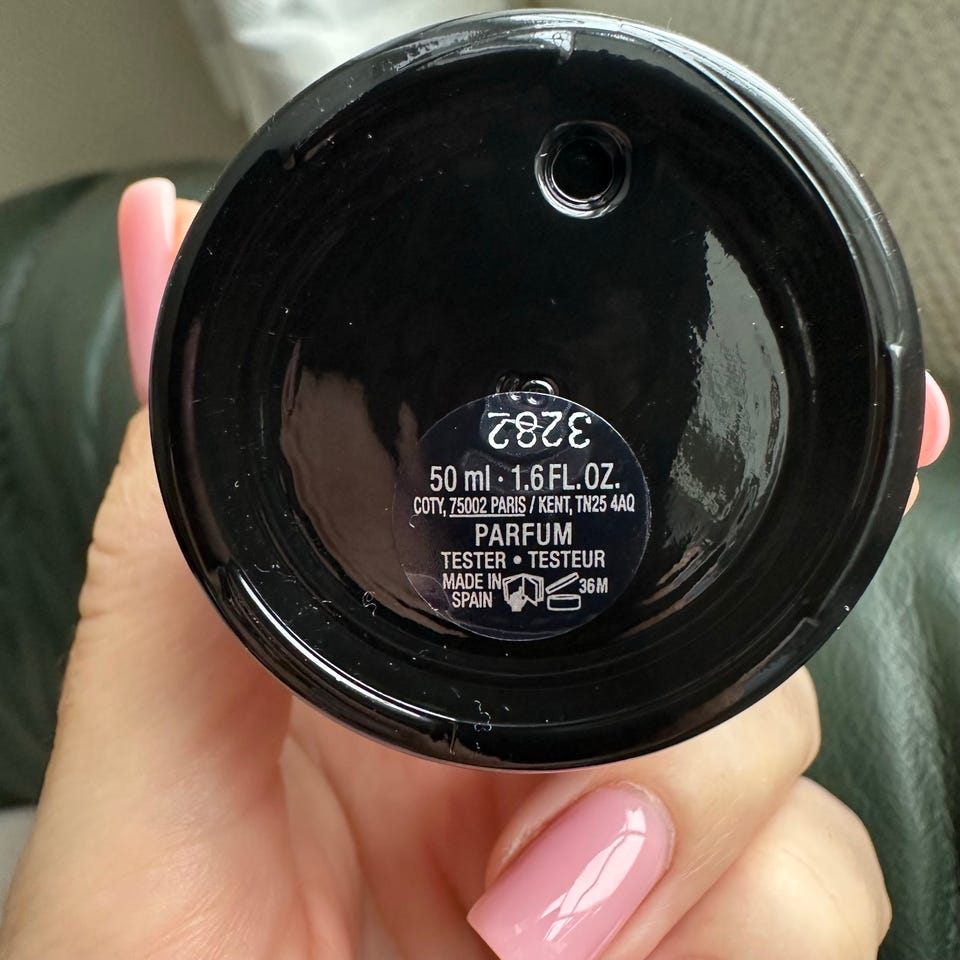 3282
50 ml · 1.6 FL.OZ.
COTY, 75002 PARIS / KENT, TN25 4AQ
PARFUM
TESTER • TESTEUR
MADE IN
SPAIN
36 M